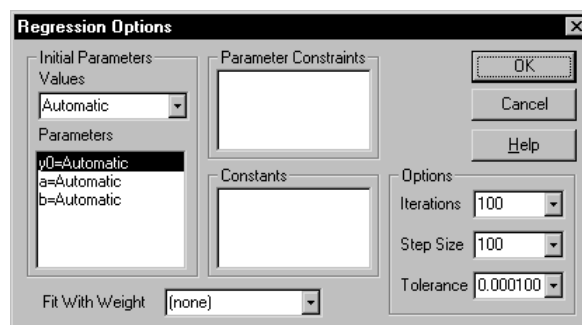 Regression Options
Initial Parameters
Values
Automatic
Parameters
y0=Automatic
a=Automatic
b=Automatic
Parameter Constraints
Constants
OK
Cancel
Help
Options
Iterations 100
Step Size 100
Tolerance 0.000100
Fit With Weight (none)